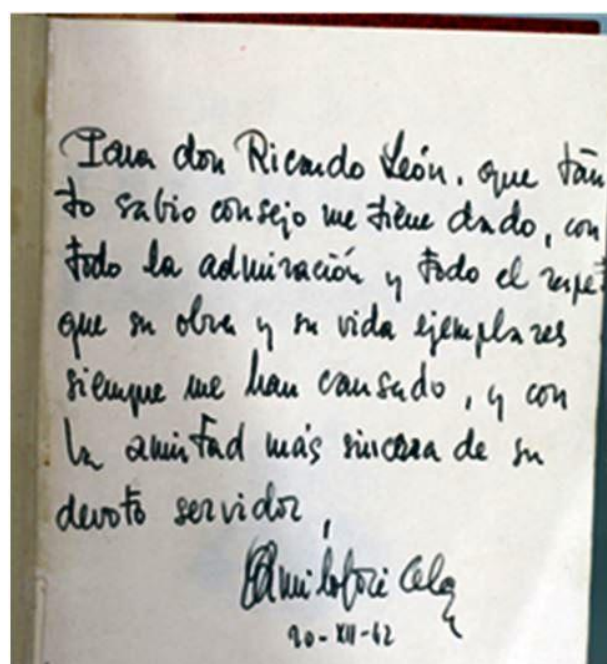 Para don Ricardo León, que tan
to sabio consejo me tiene dado, con
toda la admiración y todo el respet
que su obra y su vida ejemplares
siempre me han causado, y con
la amistad más sincera de su
devoto servidor,
Camilo José Cela
20-XII-42